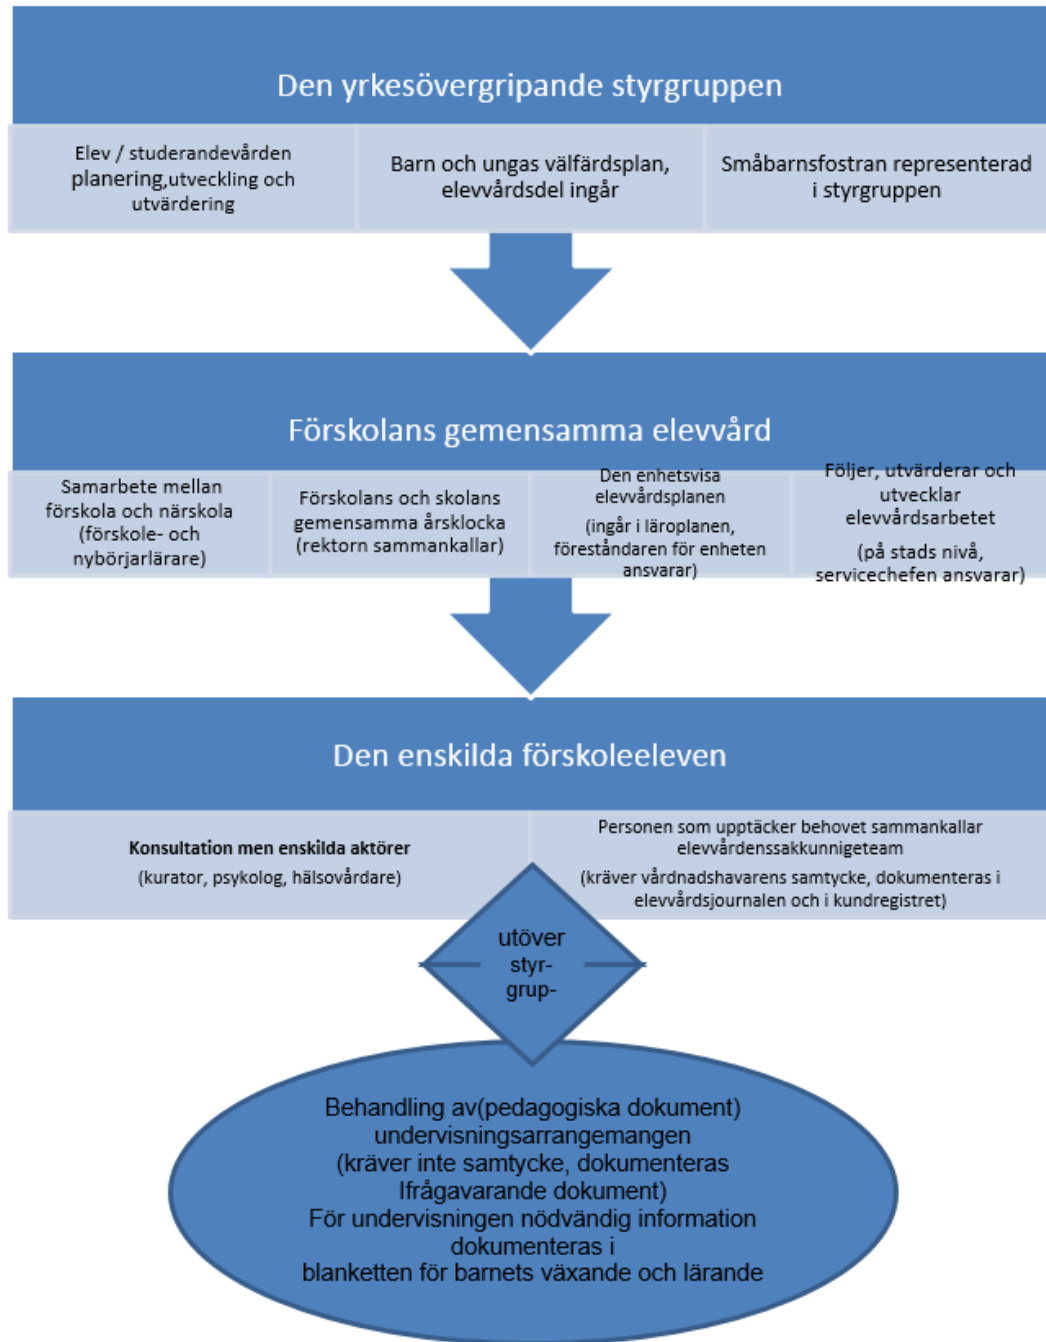 Den yrkesövergripande styrgruppen
Elev / studerandevården
planering,utveckling och
utvärdering
Barn och ungas välfärdsplan,
elevvårdsdel ingår
Småbarnsfostran representerad
i styrgruppen
Förskolans gemensamma elevvård
Samarbete mellan
förskola och närskola
(förskole- och
nybörjarlärare)
Förskolans och skolans
gemensamma årsklocka
(rektorn sammankallar)
Den enhetsvisa
elevvårdsplanen
(ingår i läroplanen,
föreståndaren för enheten
ansvarar)
Följer, utvärderar och
utvecklar
elevvårdsarbetet
(på stads nivå,
servicechefen ansvarar)
Den enskilda förskoleeleven
Konsultation men enskilda aktörer
(kurator, psykolog, hälsovårdare)
Personen som upptäcker behovet sammankallar
elevvårdenssakkunnigeteam
(kräver vårdnadshavarens samtycke, dokumenteras i
elevvårdsjournalen och i kundregistret)
utöver
styr-
grup-
Behandling av(pedagogiska dokument)
undervisningsarrangemangen
(kräver inte samtycke, dokumenteras
Ifrågavarande dokument)
För undervisningen nödvändig information
dokumenteras i
blanketten för barnets växande och lärande